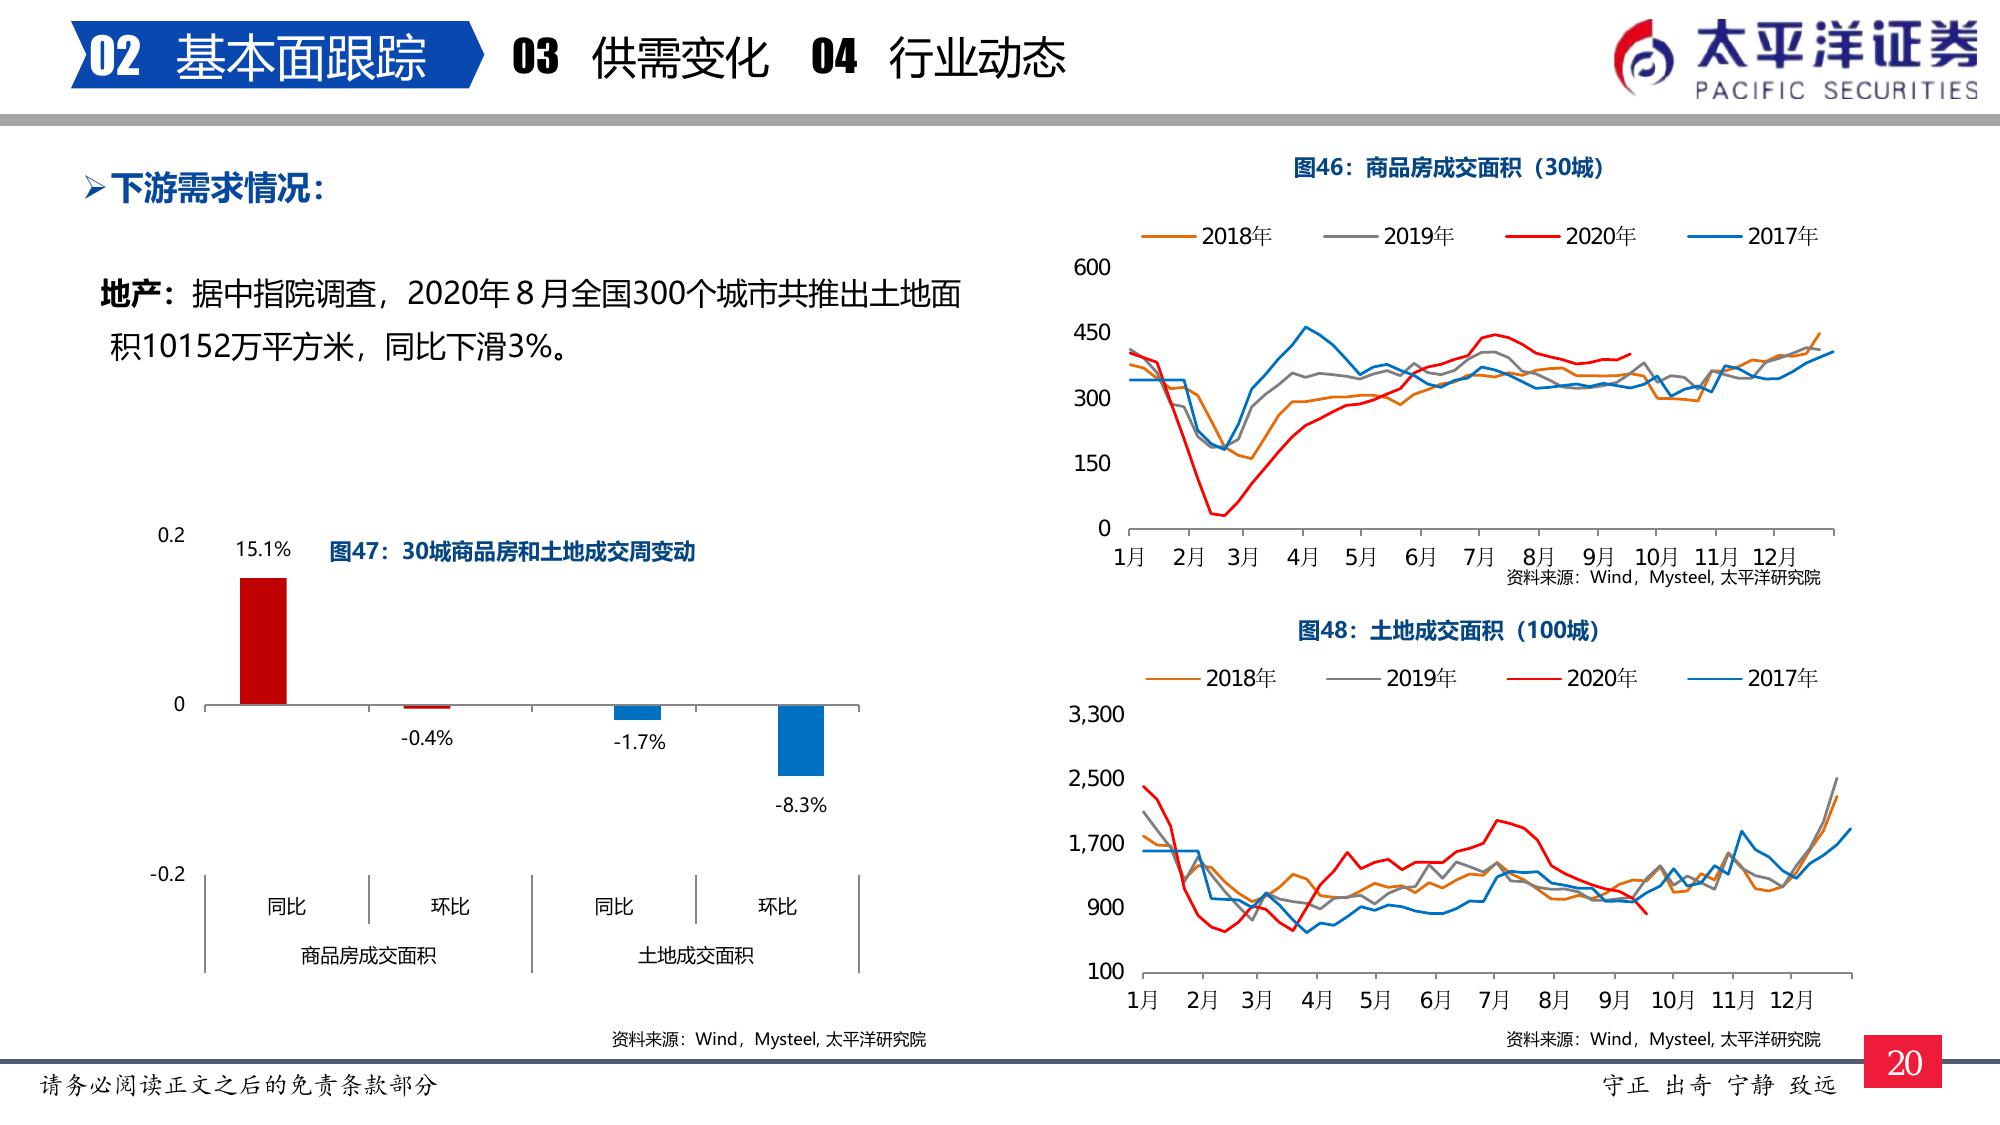 02 基本面跟踪 03 供需变化 04 行业动态
太平洋证券
PACIFIC SECURITIES
➢下游需求情况：
地产：据中指院调查，2020年８月全国300个城市共推出土地面
积10152万平方米，同比下滑3%。
图46：商品房成交面积（30城）
2018年 2019年 2020年 2017年
600
450
300
150
0
1月 2月 3月 4月 5月 6月 7月 8月 9月 10月 11月 12月
资料来源：Wind，Mysteel, 太平洋研究院
图47：30城商品房和土地成交周变动
0.2
15.1%
0
-0.4%
-1.7%
-8.3%
-0.2
同比 环比 同比 环比
商品房成交面积 土地成交面积
资料来源：Wind，Mysteel, 太平洋研究院
图48：土地成交面积（100城）
2018年 2019年 2020年 2017年
3,300
2,500
1,700
900
100
1月 2月 3月 4月 5月 6月 7月 8月 9月 10月 11月 12月
资料来源：Wind，Mysteel, 太平洋研究院
20
请务必阅读正文之后的免责条款部分
守正 出奇 宁静 致远